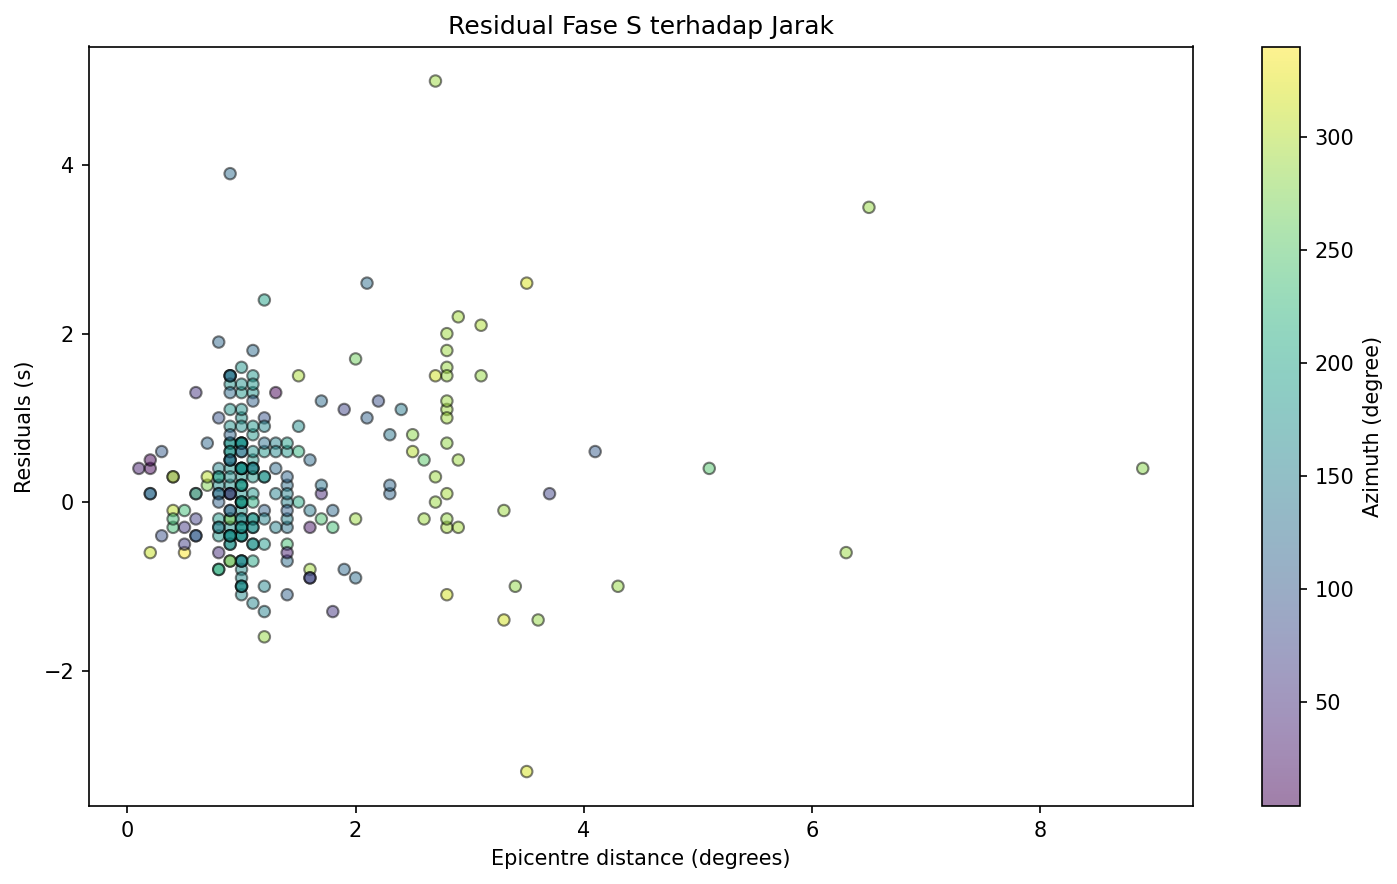 Residual Fase S terhadap Jarak
Residuals (s)
4
2
0
−2
0 2 4 6 8
Epicentre distance (degrees)
300
250
200
150
100
50
Azimuth (degree)